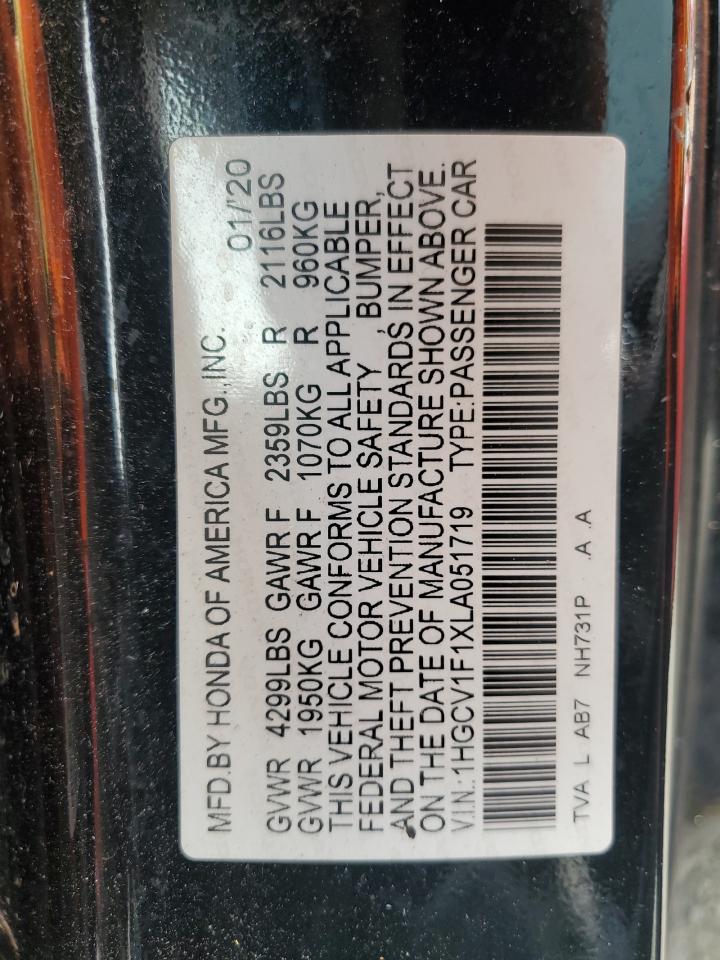 MFD.BY HONDA OF AMERICA MFG.,INC. 01/'20
GVWR 4299LBS GAWR F 2359LBS R 2116LBS
GVWR 1950KG GAWR F 1070KG R 960KG
THIS VEHICLE CONFORMS TO ALL APPLICABLE
FEDERAL MOTOR VEHICLE SAFETY , BUMPER,
AND THEFT PREVENTION STANDARDS, IN EFFECT
ON THE DATE OF MANUFACTURE SHOWN ABOVE.
V.I.N.:1HGCV1F1XLA051719 TYPE:PASSENGER CAR
TVA L AB7 NH731P .A .A